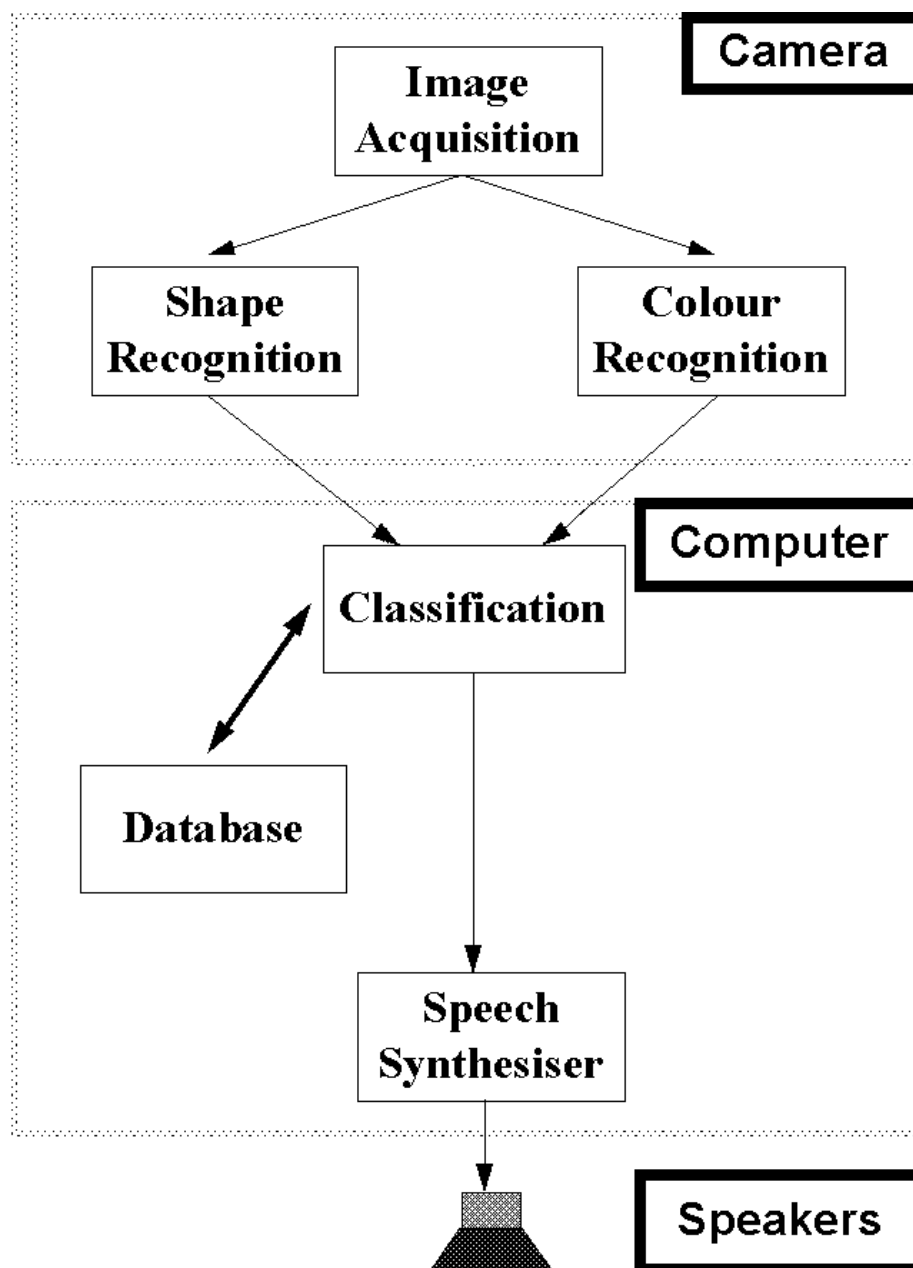 Camera
Image
Acquisition
Shape
Recognition
Colour
Recognition
Computer
Classification
Database
Speech
Synthesiser
Speakers